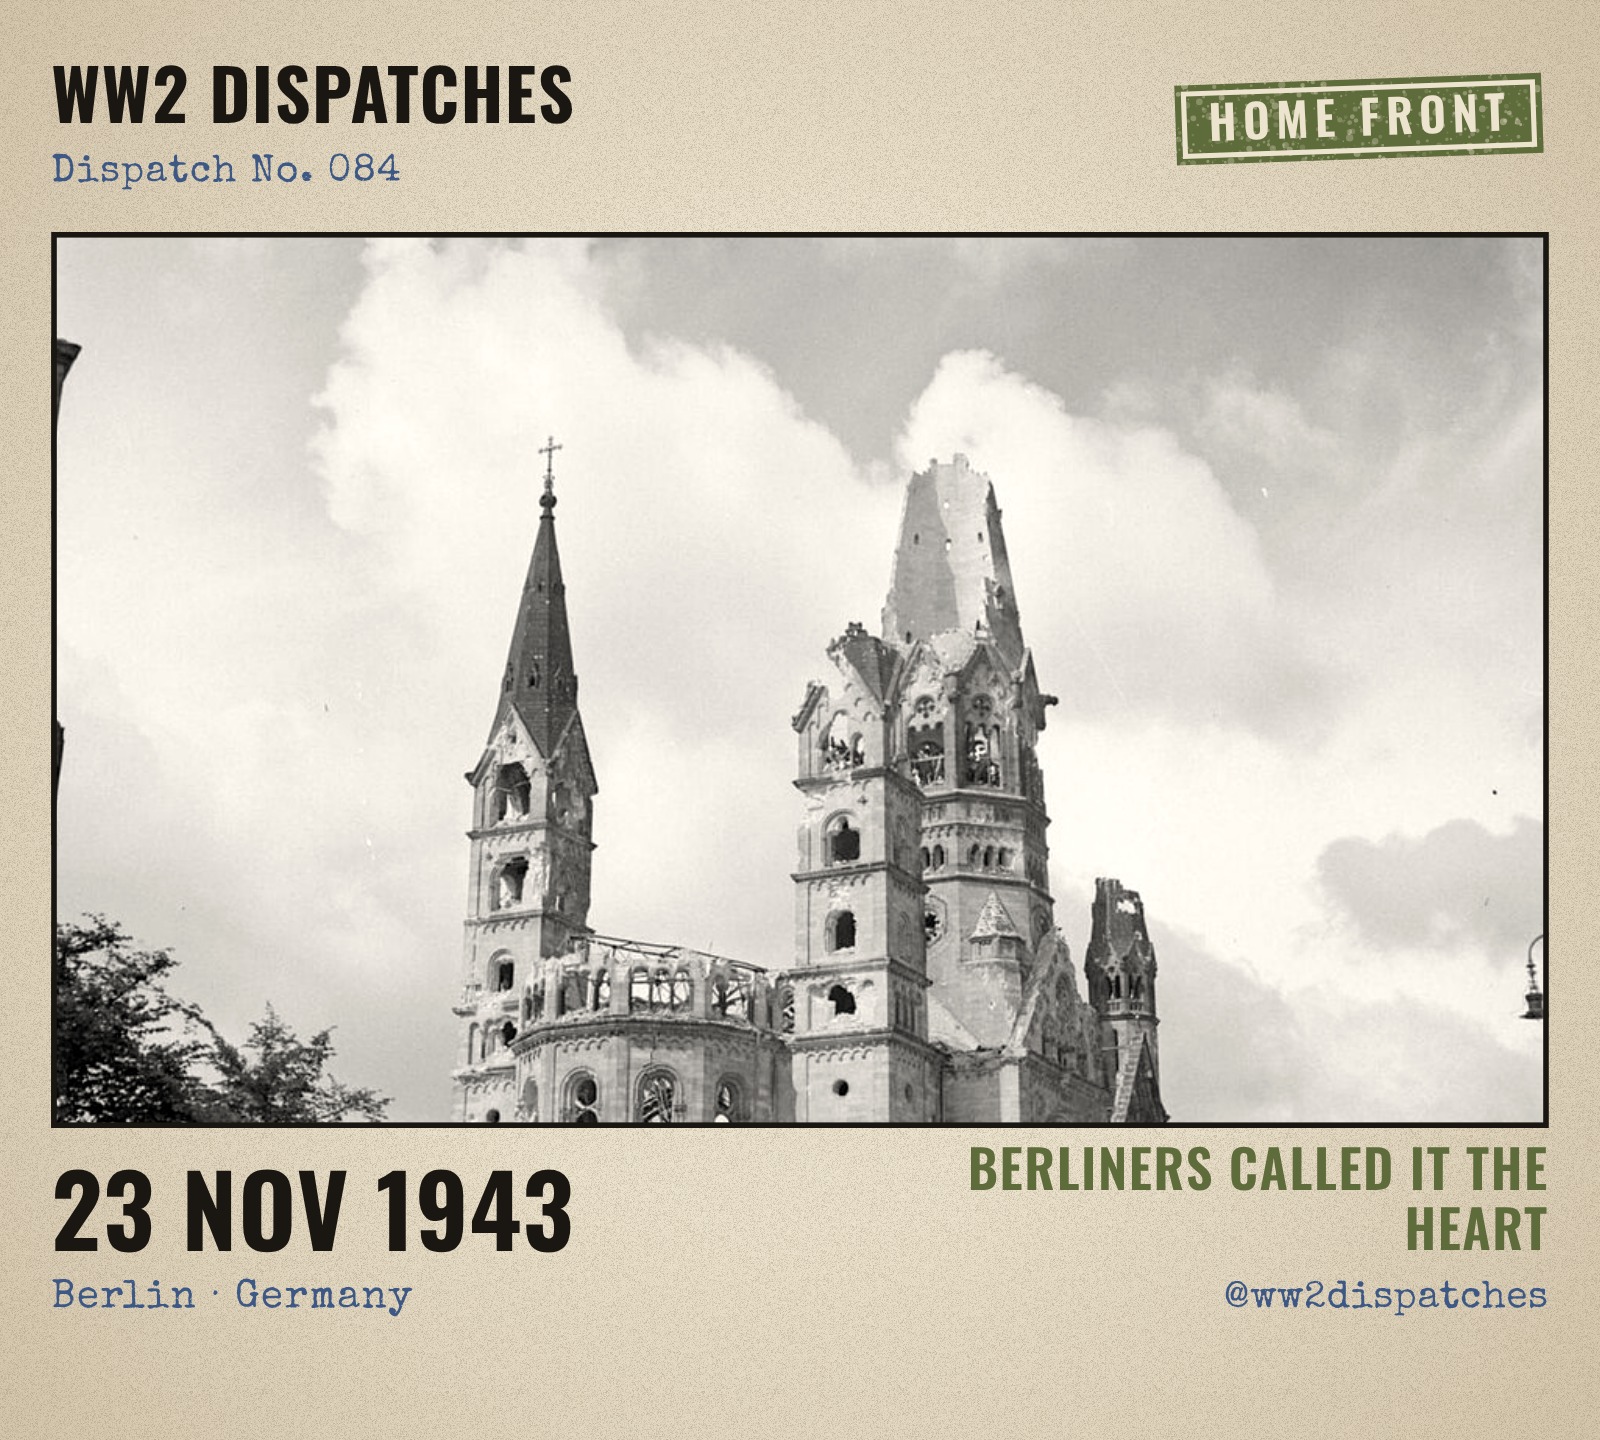 WW2 DISPATCHES
Dispatch No. 084
HOME FRONT
23 NOV 1943
Berlin · Germany
BERLINERS CALLED IT THE
HEART
@ww2dispatches